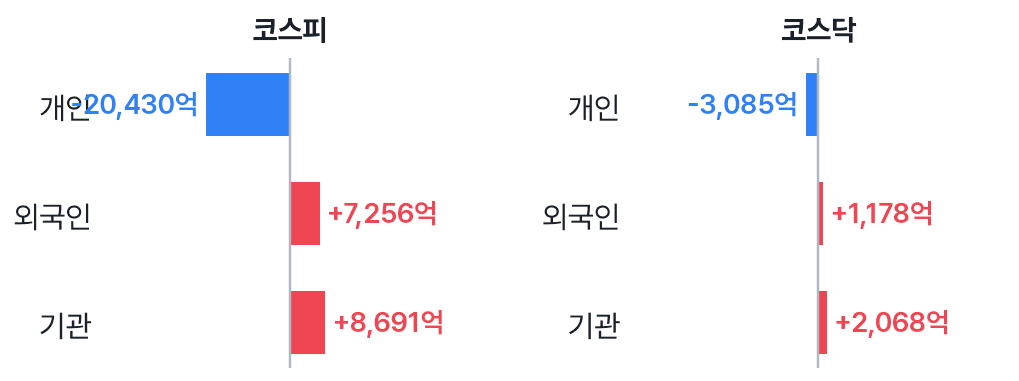 코스피
개인 -20,430억
외국인 +7,256억
기관 +8,691억
코스닥
개인 -3,085억
외국인 +1,178억
기관 +2,068억